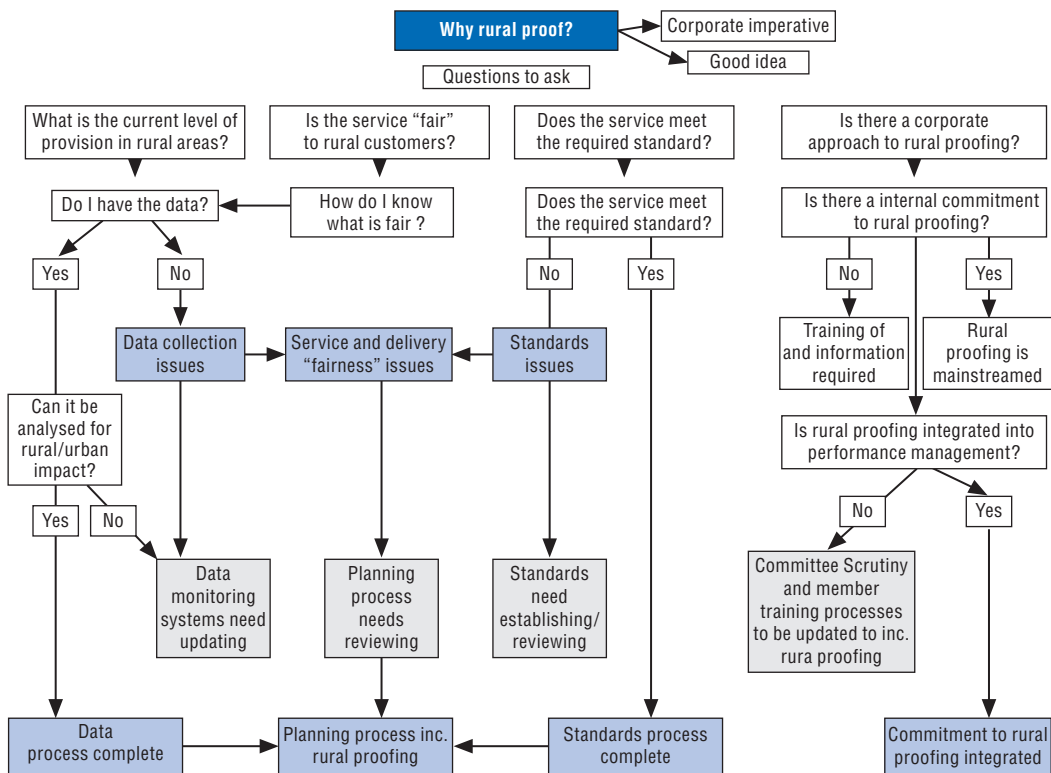 Why rural proof?
Corporate imperative
Good idea
Questions to ask
What is the current level of
provision in rural areas?
Is the service “fair”
to rural customers?
Does the service meet
the required standard?
Is there a corporate
approach to rural proofing?
Do I have the data?
How do I know
what is fair ?
Does the service meet
the required standard?
Is there a internal commitment
to rural proofing?
Yes
No
No
Yes
No
Yes
Data collection
issues
Service and delivery
“fairness” issues
Standards
issues
Training of
and information
required
Rural
proofing is
mainstreamed
Can it be
analysed for
rural/urban
impact?
Is rural proofing integrated into
performance management?
Yes
No
No
Yes
Data
monitoring
systems need
updating
Planning
process
needs
reviewing
Standards
need
establishing/
reviewing
Committee Scrutiny
and member
training processes
to be updated to inc.
rura proofing
Data
process complete
Planning process inc.
rural proofing
Standards process
complete
Commitment to rural
proofing integrated